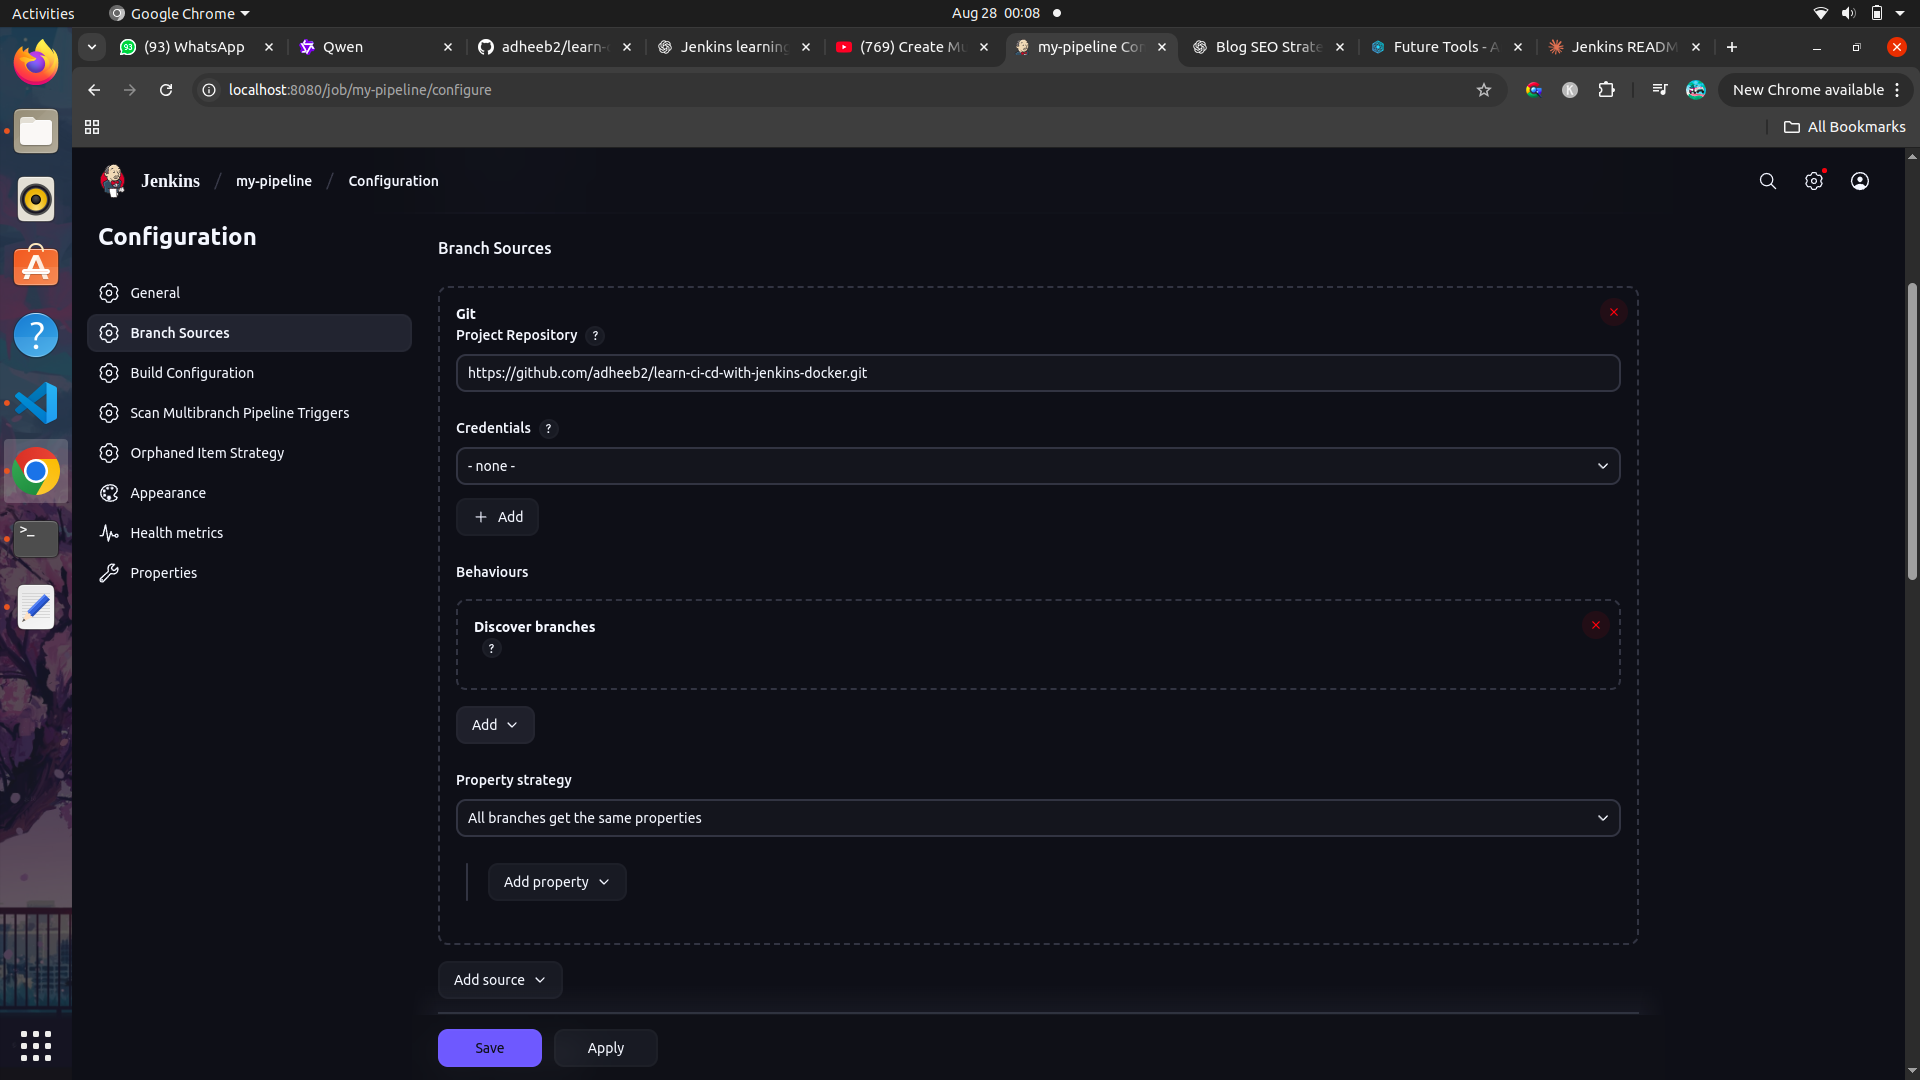 Activities
Google Chrome
Aug 28 00:08
(93) WhatsApp
Qwen
adheeb2/learn-
Jenkins learning
(769) Create Mu
my-pipeline Con
Blog SEO Strate
Future Tools - A
Jenkins READM
localhost:8080/job/my-pipeline/configure
New Chrome available
All Bookmarks
Jenkins / my-pipeline / Configuration
Configuration
General
Branch Sources
Build Configuration
Scan Multibranch Pipeline Triggers
Orphaned Item Strategy
Appearance
Health metrics
Properties
Branch Sources
Git
Project Repository ?
https://github.com/adheeb2/learn-ci-cd-with-jenkins-docker.git
Credentials ?
- none -
+ Add
Behaviours
Discover branches
?
Add
Property strategy
All branches get the same properties
Add property
Add source
Save
Apply